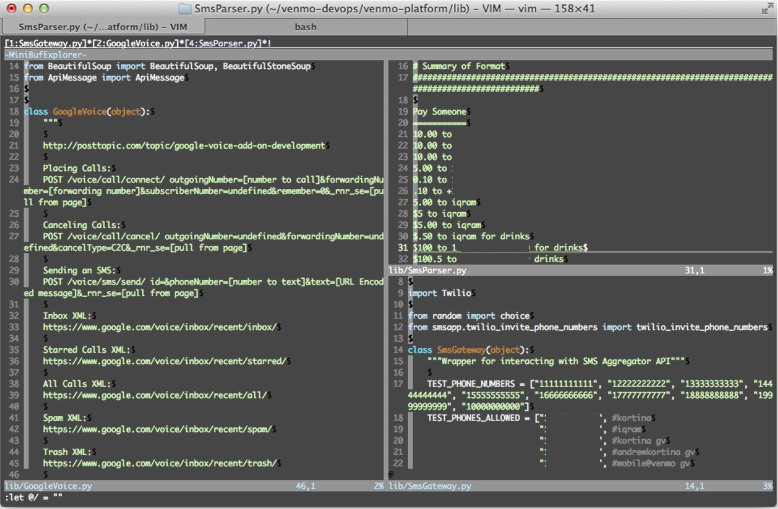 SmsParser.py (~/venmo-devops/venmo-platform/lib) - VIM — vim — 158×41
SmsParser.py (~/...atform/lib) - VIM
bash
[1:SmsGateway.py]*[2:GoogleVoice.py]*[4:SmsParser.py]*!
-MiniBufExplorer-
14 from BeautifulSoup import BeautifulSoup, BeautifulStoneSoup$
15 from ApiMessage import ApiMessage$
16 $
17 $
18 class GoogleVoice(object):$
19 """$
20 $
21 http://posttopic.com/topic/google-voice-add-on-development$
22 $
23 Placing Calls:$
24 POST /voice/call/connect/ outgoingNumber=[number to call]&forwardingNu
mber=[forwarding number]&subscriberNumber=undefined&remember=0&_rnr_se=[pu
ll from page]$
25 $
26 Canceling Calls:$
27 POST /voice/call/cancel/ outgoingNumber=undefined&forwardingNumber=und
efined&cancelType=C2C&_rnr_se=[pull from page]$
28 $
29 Sending an SMS:$
30 POST /voice/sms/send/ id=&phoneNumber=[number to text]&text=[URL Encod
ed message]&_rnr_se=[pull from page]$
31 $
32 Inbox XML:$
33 https://www.google.com/voice/inbox/recent/inbox/$
34 $
35 Starred Calls XML:$
36 https://www.google.com/voice/inbox/recent/starred/$
37 $
38 All Calls XML:$
39 https://www.google.com/voice/inbox/recent/all/$
40 $
41 Spam XML:$
42 https://www.google.com/voice/inbox/recent/spam/$
43 $
44 Trash XML:$
45 https://www.google.com/voice/inbox/recent/trash/$
46 $
lib/GoogleVoice.py 46,1 2%
16 # Summary of Format$
17 ############################################################################
###########################$
18 $
19 Pay Someone$
20 ===========$
21 10.00 to
22 10.00 to
23 10.00 to
24 5.00 to
25 0.10 to
26 .10 to +
27 5.00 to iqram$
28 $5 to iqram$
29 $5.00 to iqram$
30 $.50 to iqram for drinks$
31 $100 to 1 for drinks$
32 $100.5 to drinks$
lib/SmsParser.py 31,1 1%
8 $
9 import Twilio$
10 $
11 from random import choice$
12 from smsapp.twilio_invite_phone_numbers import twilio_invite_phone_numbers$
13 $
14 class SmsGateway(object):$
15 """Wrapper for interacting with SMS Aggregator API"""$
16 $
17 TEST_PHONE_NUMBERS = ["11111111111", "12222222222", "13333333333", "144
44444444", "15555555555", "16666666666", "17777777777", "18888888888", "199
99999999", "10000000000"]$
18 TEST_PHONES_ALLOWED = [" ", #kortina$
19 " ", #iqram$
20 " ", #kortina gv$
21 " ", #andrewkortina gv$
22 ", #mobile@venmo gv$
@
lib/SmsGateway.py 14,1 3%
:let @/ = ""